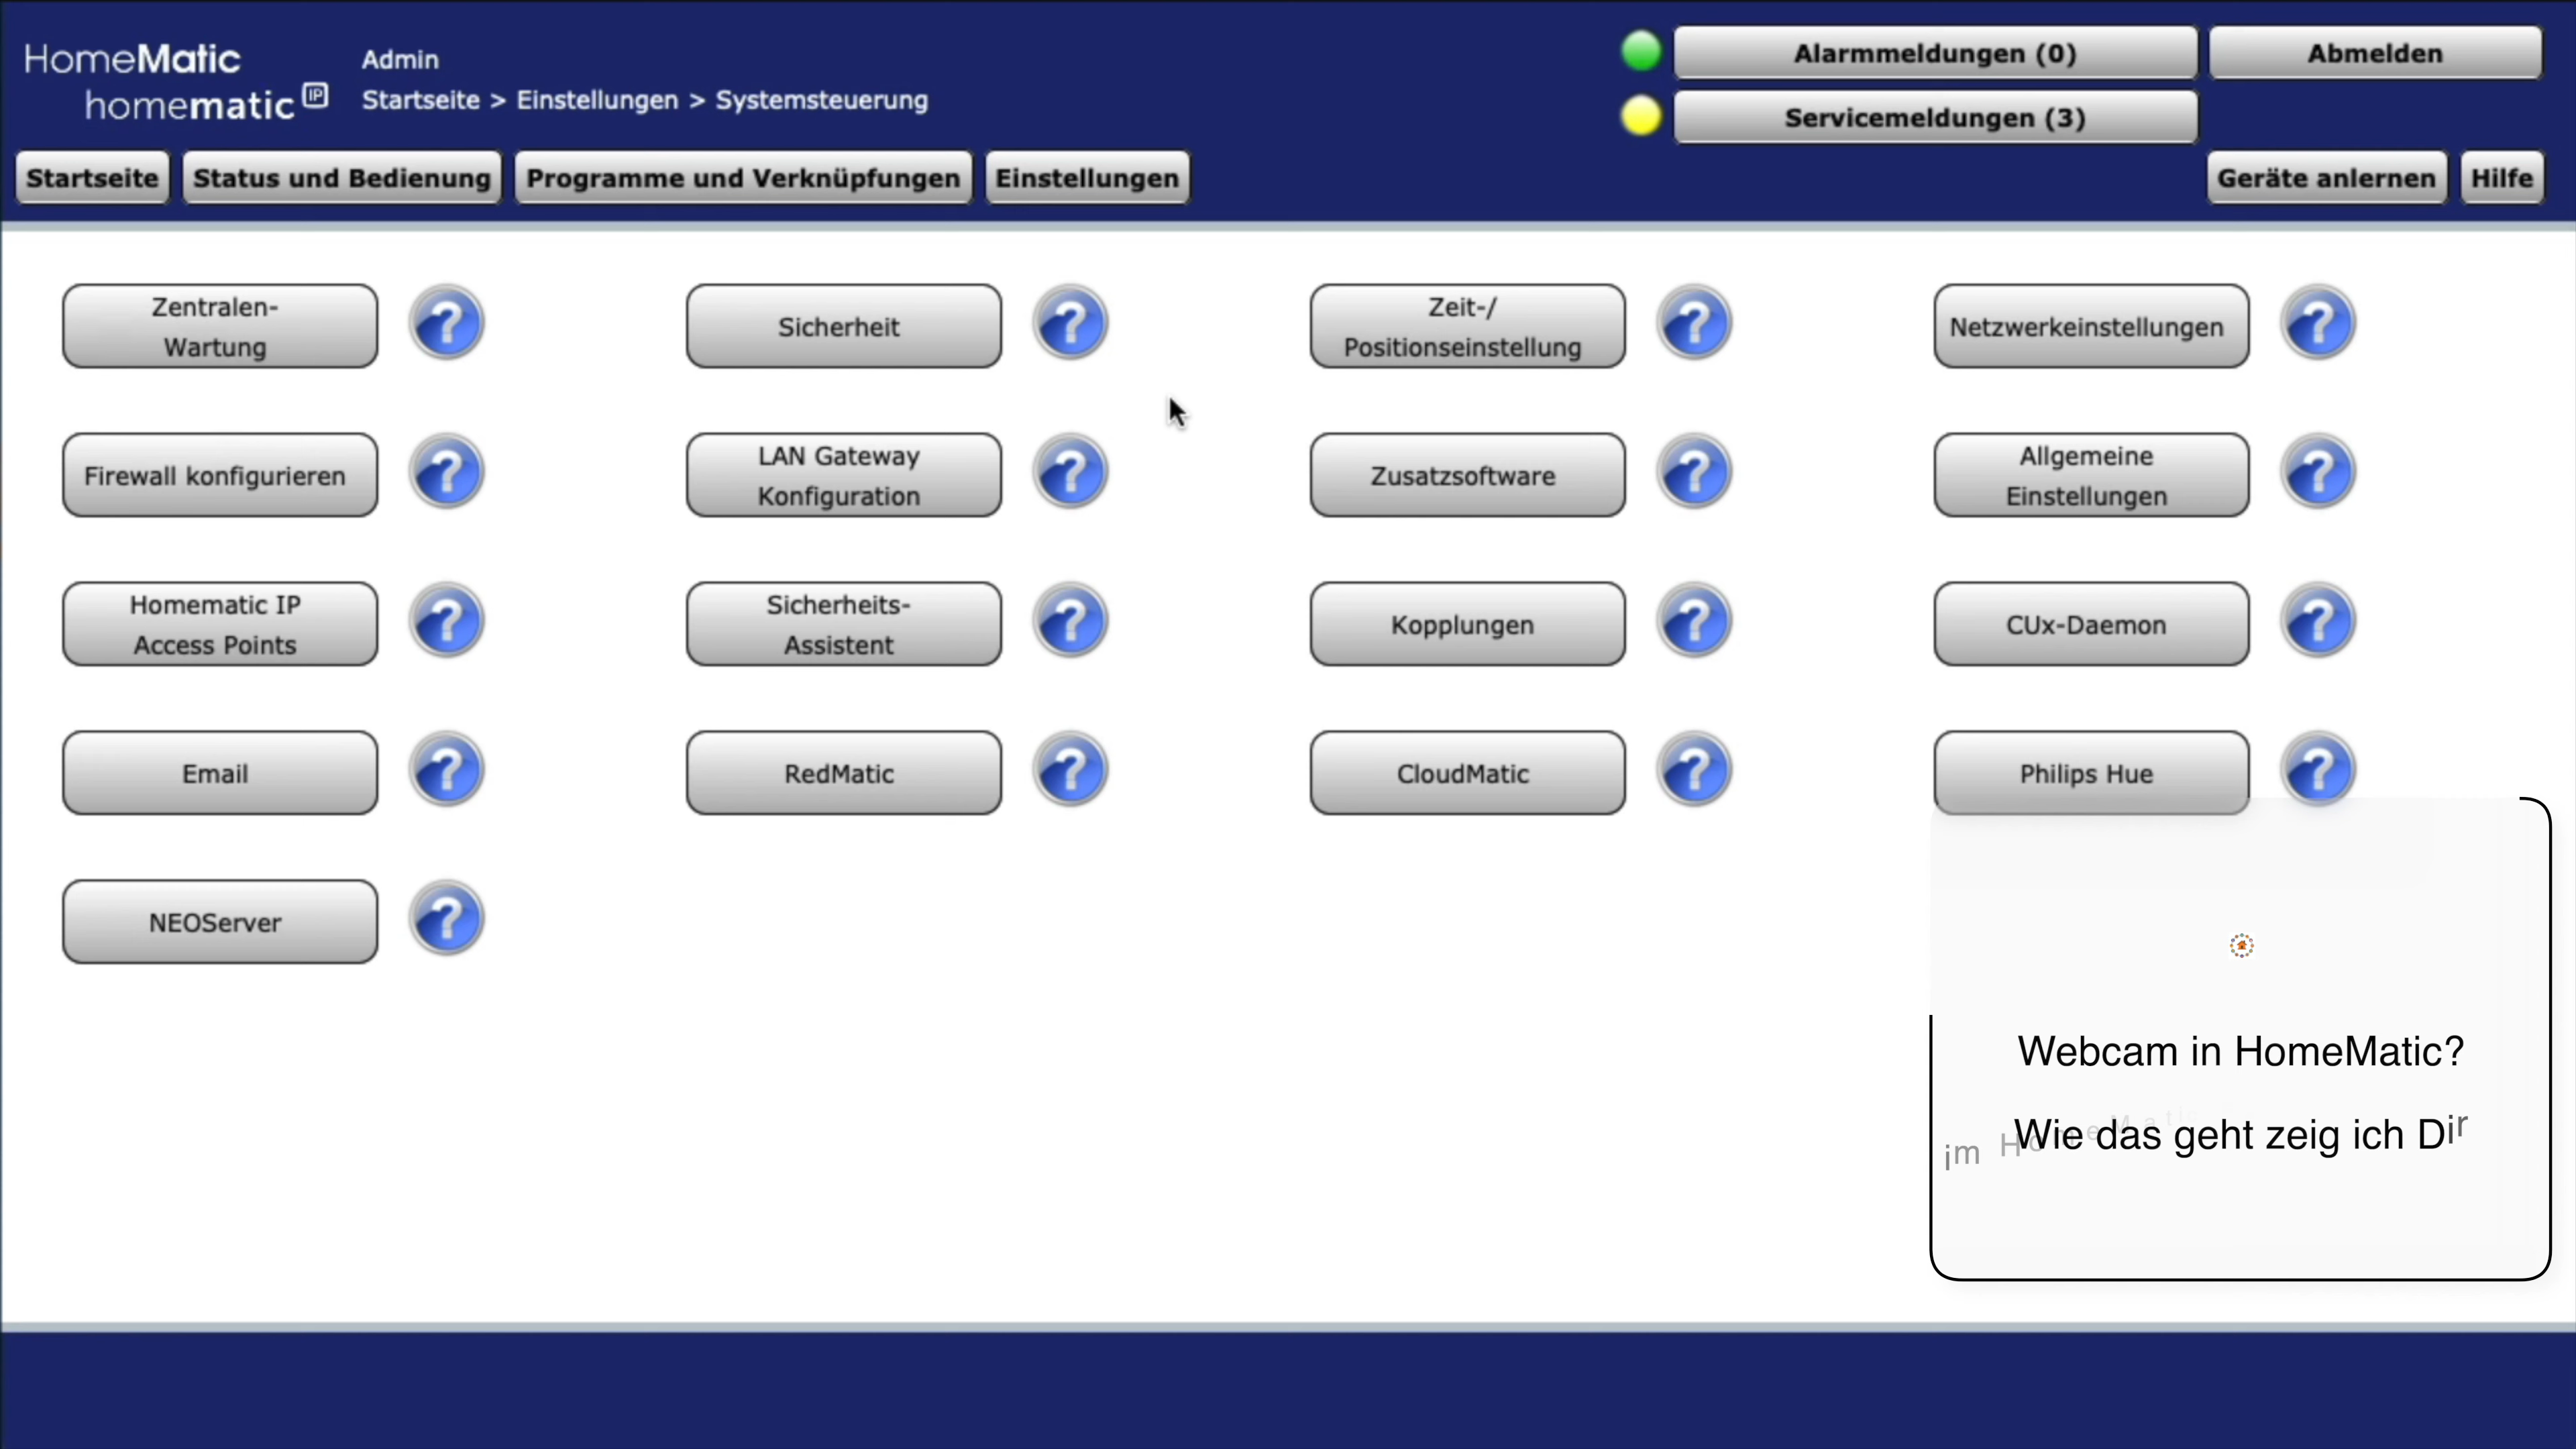 HomeMatic
homematic IP
Admin
Startseite > Einstellungen > Systemsteuerung
Alarmmeldungen (0)
Abmelden
Servicemeldungen (3)
Startseite
Status und Bedienung
Programme und Verknüpfungen
Einstellungen
Geräte anlernen
Hilfe
Zentralen-
Wartung
Sicherheit
Zeit-/
Positionseinstellung
Netzwerkeinstellungen
Firewall konfigurieren
LAN Gateway
Konfiguration
Zusatzsoftware
Allgemeine
Einstellungen
Homematic IP
Access Points
Sicherheits-
Assistent
Kopplungen
CUx-Daemon
Email
RedMatic
CloudMatic
Philips Hue
NEOServer
Webcam in HomeMatic?
Wie das geht zeig ich Dir
im